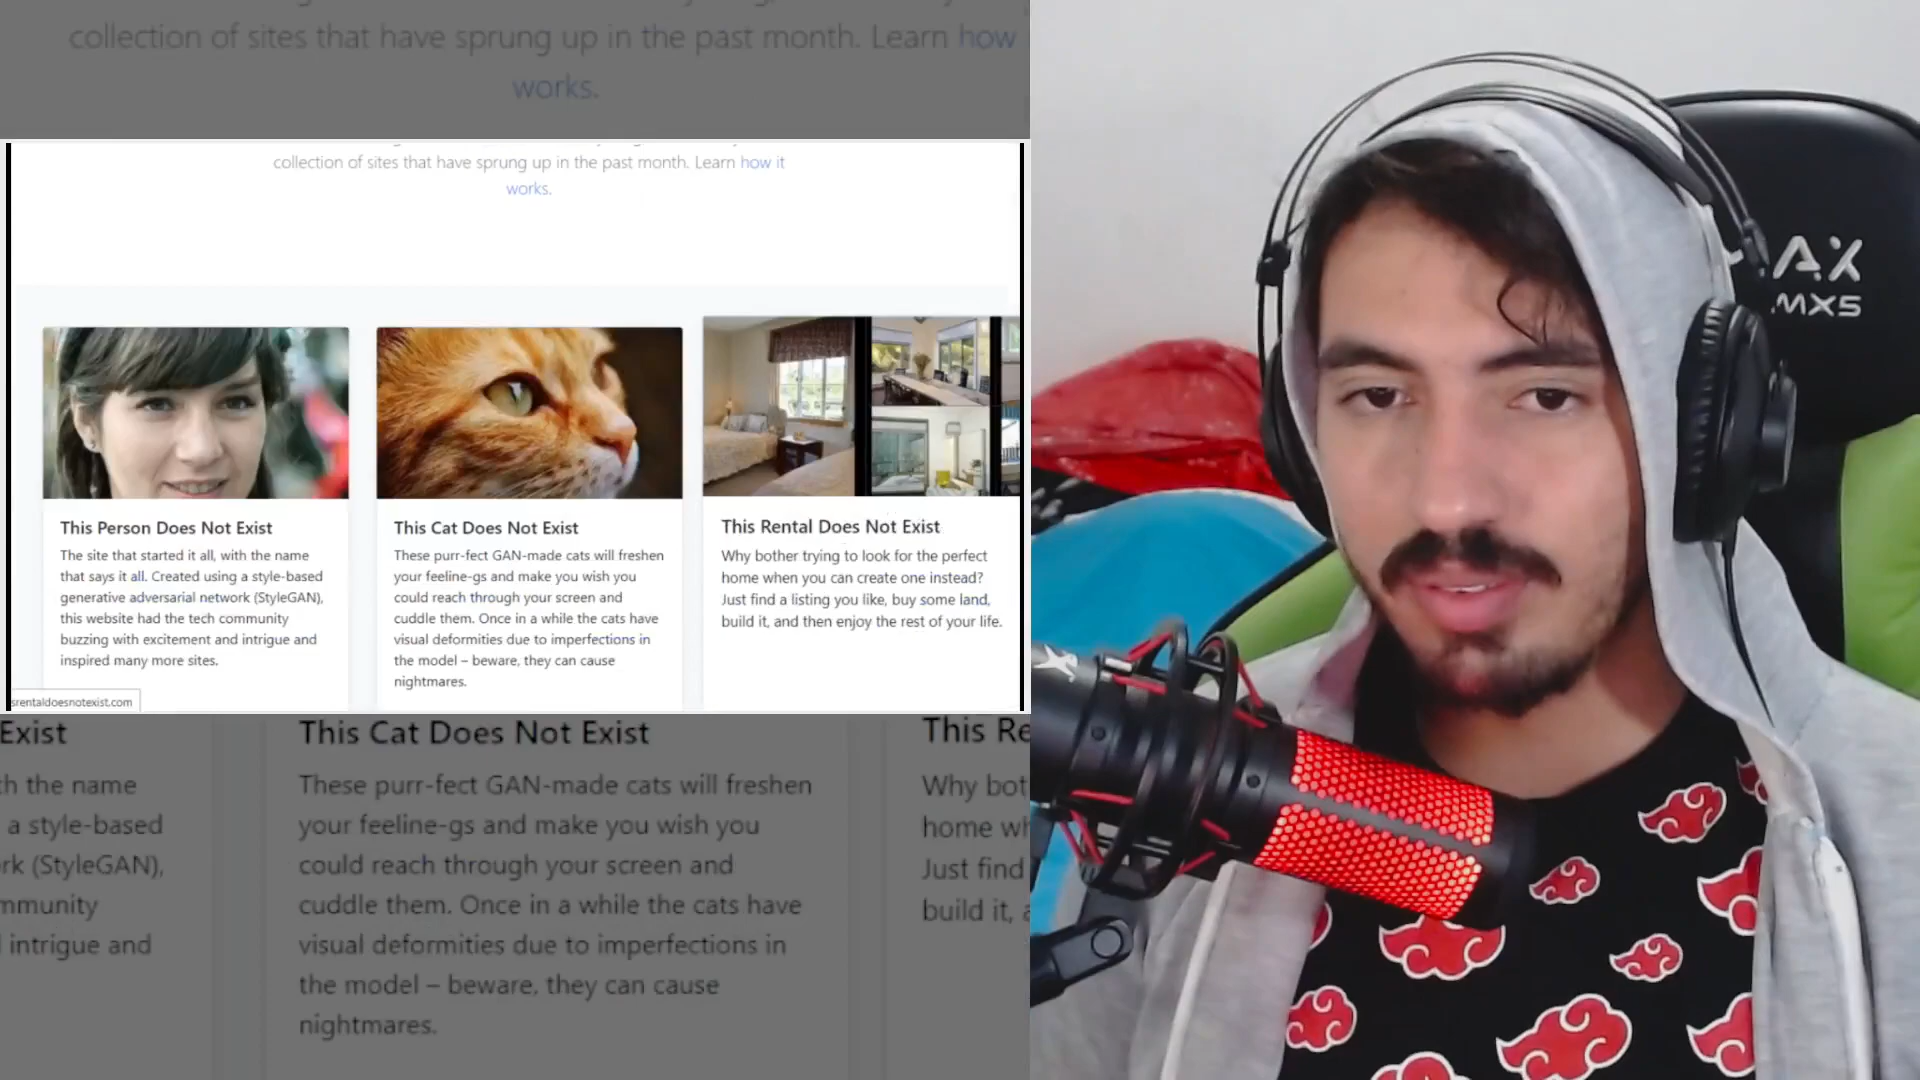 collection of sites that have sprung up in the past month. Learn how
works.
collection of sites that have sprung up in the past month. Learn how it
works.
This Person Does Not Exist
The site that started it all, with the name
that says it all. Created using a style-based
generative adversarial network (StyleGAN),
this website had the tech community
buzzing with excitement and intrigue and
inspired many more sites.
This Cat Does Not Exist
These purr-fect GAN-made cats will freshen
your feeline-gs and make you wish you
could reach through your screen and
cuddle them. Once in a while the cats have
visual deformities due to imperfections in
the model – beware, they can cause
nightmares.
This Rental Does Not Exist
Why bother trying to look for the perfect
home when you can create one instead?
Just find a listing you like, buy some land,
build it, and then enjoy the rest of your life.
srentaldoesnotexist.com
Exist
th the name
a style-based
rk (StyleGAN),
mmunity
intrigue and
This Cat Does Not Exist
These purr-fect GAN-made cats will freshen
your feeline-gs and make you wish you
could reach through your screen and
cuddle them. Once in a while the cats have
visual deformities due to imperfections in
the model – beware, they can cause
nightmares.
This Re
Why bot
home wh
Just find
build it,
AX
MX5